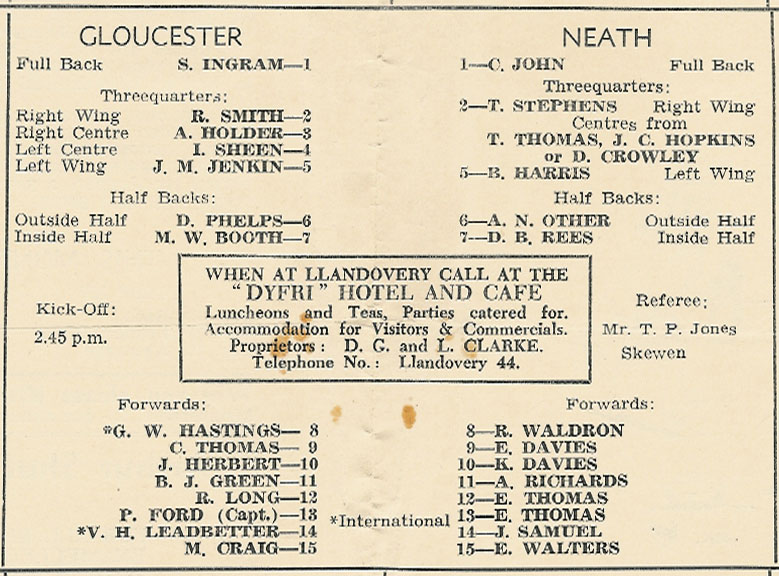 GLOUCESTER
Full Back S. INGRAM—1
Threequarters:
Right Wing R. SMITH—2
Right Centre A. HOLDER—3
Left Centre I. SHEEN—4
Left Wing J. M. JENKIN—5
Half Backs:
Outside Half D. PHELPS—6
Inside Half M. W. BOOTH—7
NEATH
1—C. JOHN Full Back
Threequarters:
2—T. STEPHENS Right Wing
Centres from
T. THOMAS, J. C. HOPKINS
or D. CROWLEY
5—B. HARRIS Left Wing
Half Backs:
6—A. N. OTHER Outside Half
7—D. B. REES Inside Half
Kick-Off:
2.45 p.m.
WHEN AT LLANDOVERY CALL AT THE
"DYFRI" HOTEL AND CAFE
Luncheons and Teas, Parties catered for.
Accommodation for Visitors & Commercials.
Proprietors: D. G. and L. CLARKE.
Telephone No.: Llandovery 44.
Referee:
Mr. T. P. Jones
Skewen
Forwards:
*G. W. HASTINGS— 8
C. THOMAS— 9
J. HERBERT—10
B. J. GREEN—11
R. LONG—12
P. FORD (Capt.)—13
*V. H. LEADBETTER—14
M. CRAIG—15
*International
Forwards:
8—R. WALDRON
9—E. DAVIES
10—K. DAVIES
11—A. RICHARDS
12—E. THOMAS
13—E. THOMAS
14—J. SAMUEL
15—E. WALTERS